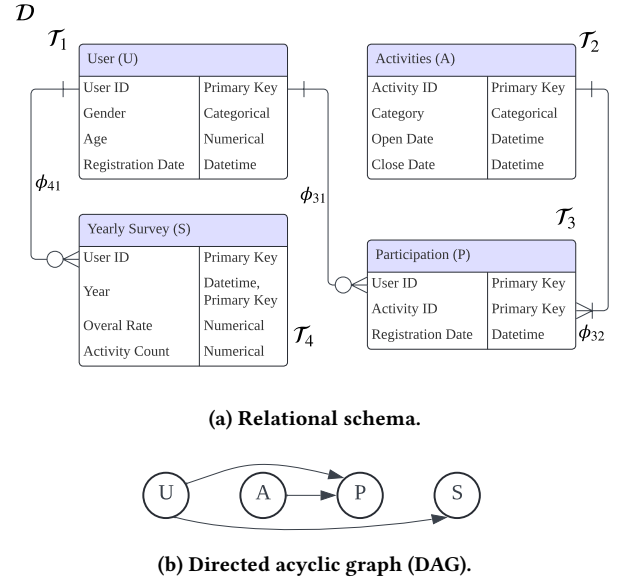 𝒟
𝒯1
𝒯2
User (U)
User ID Primary Key
Gender Categorical
Age Numerical
Registration Date Datetime
Activities (A)
Activity ID Primary Key
Category Categorical
Open Date Datetime
Close Date Datetime
ϕ41
ϕ31
𝒯3
Yearly Survey (S)
User ID Primary Key
Year Datetime,
Primary Key
Overal Rate Numerical
Activity Count Numerical
𝒯4
Participation (P)
User ID Primary Key
Activity ID Primary Key
Registration Date Datetime
ϕ32
(a) Relational schema.
U A P S
(b) Directed acyclic graph (DAG).